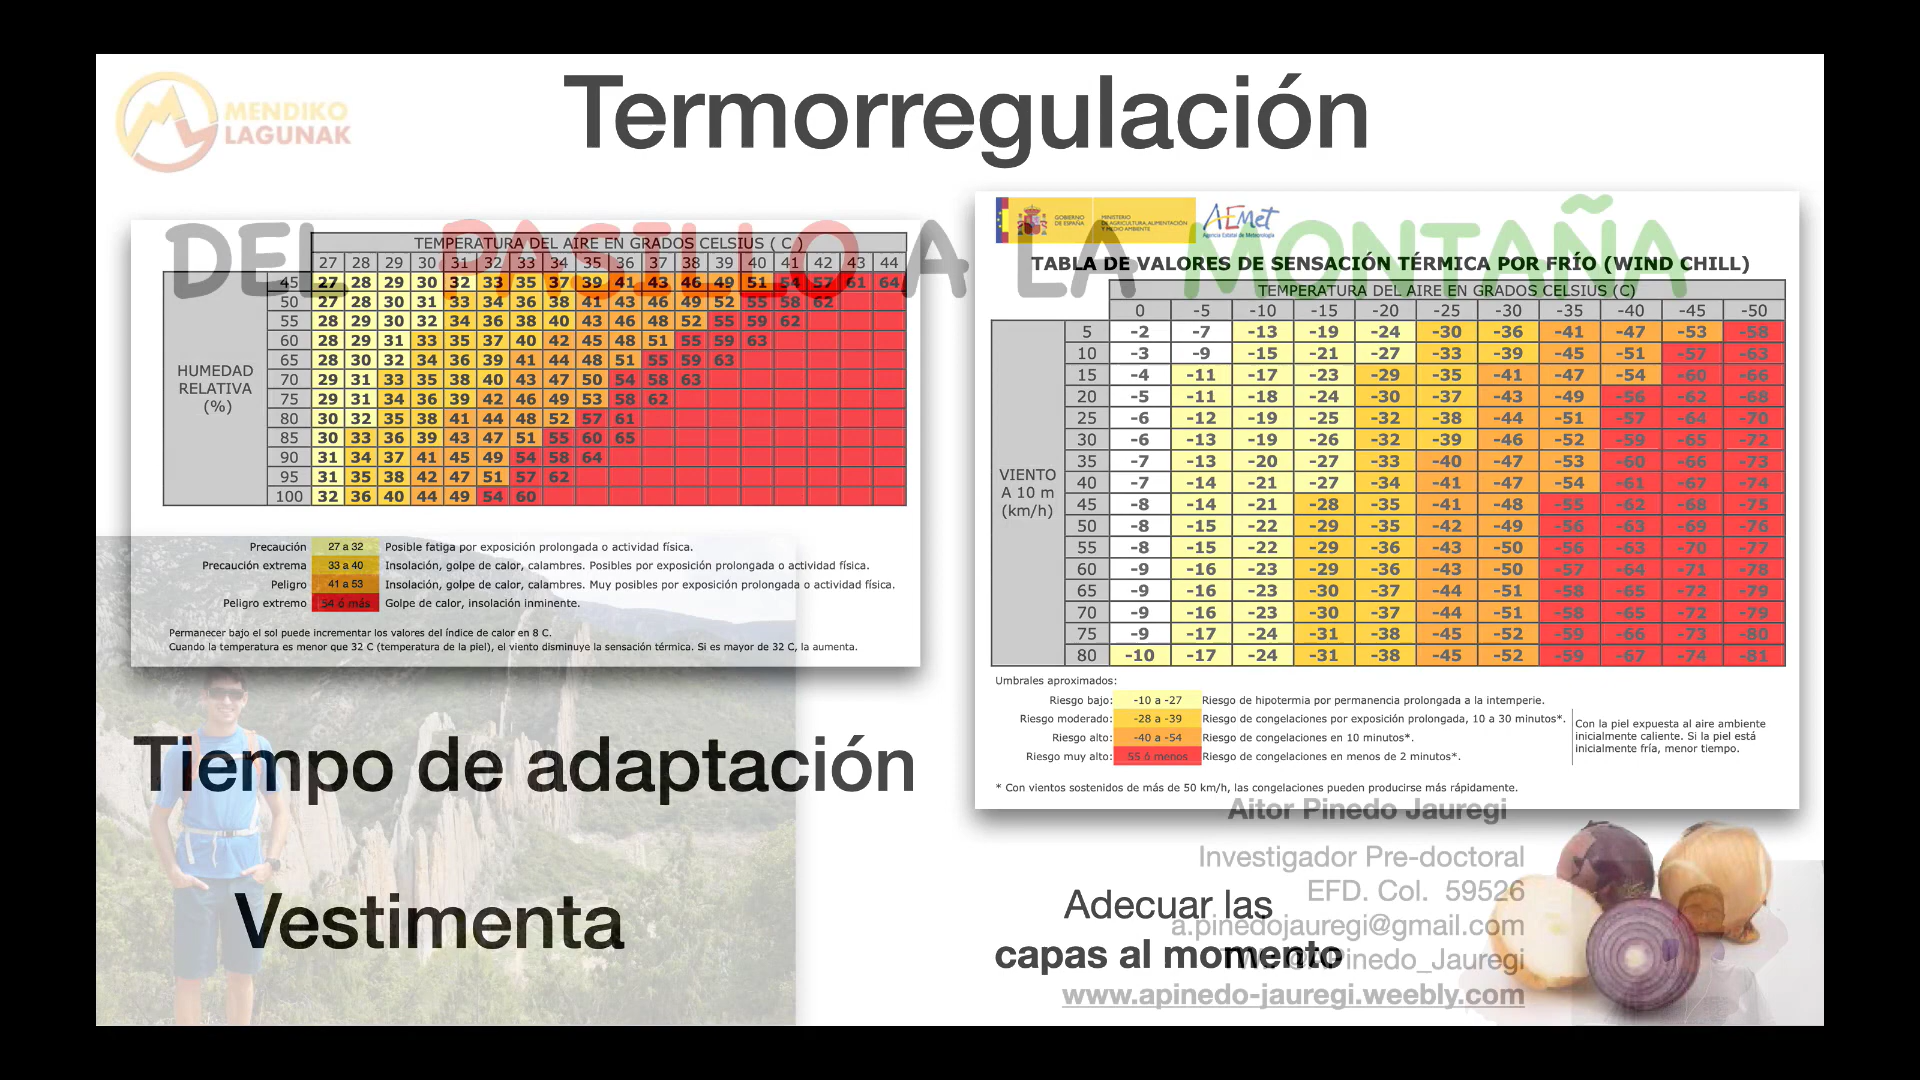 MENDIKO
LAGUNAK
Termorregulación
DEL PASILLO A LA MONTAÑA
TEMPERATURA DEL AIRE EN GRADOS CELSIUS ( C )
27 28 29 30 31 32 33 34 35 36 37 38 39 40 41 42 43 44
HUMEDAD
RELATIVA
(%)
45 27 28 29 30 32 33 35 37 39 41 43 46 49 51 54 57 61 64
50 27 28 30 31 33 34 36 38 41 43 46 49 52 55 58 62
55 28 29 30 32 34 36 38 40 43 46 48 52 55 59 62
60 28 29 31 33 35 37 40 42 45 48 51 55 59 63
65 28 30 32 34 36 39 41 44 48 51 55 59 63
70 29 31 33 35 38 40 43 47 50 54 58 63
75 29 31 34 36 39 42 46 49 53 58 62
80 30 32 35 38 41 44 48 52 57 61
85 30 33 36 39 43 47 51 55 60 65
90 31 34 37 41 45 49 54 58 64
95 31 35 38 42 47 51 57 62
100 32 36 40 44 49 54 60
Precaución 27 a 32 Posible fatiga por exposición prolongada o actividad física.
Precaución extrema 33 a 40 Insolación, golpe de calor, calambres. Posibles por exposición prolongada o actividad física.
Peligro 41 a 53 Insolación, golpe de calor, calambres. Muy posibles por exposición prolongada o actividad física.
Peligro extremo 54 ó más Golpe de calor, insolación inminente.
Permanecer bajo el sol puede incrementar los valores del índice de calor en 8 C.
Cuando la temperatura es menor que 32 C (temperatura de la piel), el viento disminuye la sensación térmica. Si es mayor de 32 C, la aumenta.
GOBIERNO
DE ESPAÑA
MINISTERIO
DE AGRICULTURA, ALIMENTACIÓN
Y MEDIO AMBIENTE
AEMet
Agencia Estatal de Meteorología
TABLA DE VALORES DE SENSACIÓN TÉRMICA POR FRÍO (WIND CHILL)
TEMPERATURA DEL AIRE EN GRADOS CELSIUS (C)
0 -5 -10 -15 -20 -25 -30 -35 -40 -45 -50
VIENTO
A 10 m
(km/h)
5 -2 -7 -13 -19 -24 -30 -36 -41 -47 -53 -58
10 -3 -9 -15 -21 -27 -33 -39 -45 -51 -57 -63
15 -4 -11 -17 -23 -29 -35 -41 -47 -54 -60 -66
20 -5 -11 -18 -24 -30 -37 -43 -49 -56 -62 -68
25 -6 -12 -19 -25 -32 -38 -44 -51 -57 -64 -70
30 -6 -13 -19 -26 -32 -39 -46 -52 -59 -65 -72
35 -7 -13 -20 -27 -33 -40 -47 -53 -60 -66 -73
40 -7 -14 -21 -27 -34 -41 -47 -54 -61 -67 -74
45 -8 -14 -21 -28 -35 -41 -48 -55 -62 -68 -75
50 -8 -15 -22 -29 -35 -42 -49 -56 -63 -69 -76
55 -8 -15 -22 -29 -36 -43 -50 -56 -63 -70 -77
60 -9 -16 -23 -29 -36 -43 -50 -57 -64 -71 -78
65 -9 -16 -23 -30 -37 -44 -51 -58 -65 -72 -79
70 -9 -16 -23 -30 -37 -44 -51 -58 -65 -72 -79
75 -9 -17 -24 -31 -38 -45 -52 -59 -66 -73 -80
80 -10 -17 -24 -31 -38 -45 -52 -59 -67 -74 -81
Umbrales aproximados:
Riesgo bajo: -10 a -27 Riesgo de hipotermia por permanencia prolongada a la intemperie.
Riesgo moderado: -28 a -39 Riesgo de congelaciones por exposición prolongada, 10 a 30 minutos*.
Riesgo alto: -40 a -54 Riesgo de congelaciones en 10 minutos*.
Riesgo muy alto: 55 ó menos Riesgo de congelaciones en menos de 2 minutos*.
Con la piel expuesta al aire ambiente
inicialmente caliente. Si la piel está
inicialmente fría, menor tiempo.
* Con vientos sostenidos de más de 50 km/h, las congelaciones pueden producirse más rápidamente.
Tiempo de adaptación
Vestimenta
Adecuar las
capas al momento
Aitor Pinedo Jauregi
Investigador Pre-doctoral
EFD. Col. 59526
a.pinedojauregi@gmail.com
@APinedo_Jauregi
www.apinedo-jauregi.weebly.com